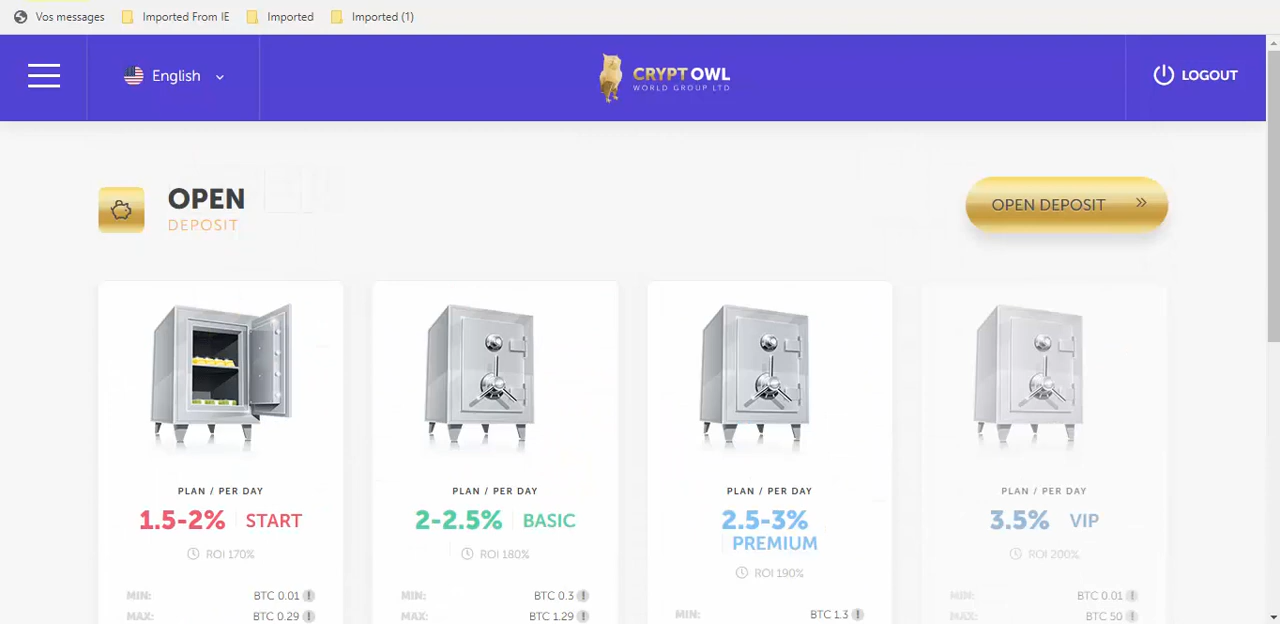 Vos messages Imported From IE Imported Imported (1)
English CRYPT OWL LOGOUT
WORLD GROUP LTD
OPEN
DEPOSIT
OPEN DEPOSIT
PLAN / PER DAY PLAN / PER DAY PLAN / PER DAY PLAN / PER DAY
1.5-2% START 2-2.5% BASIC 2.5-3% PREMIUM 3.5% VIP
ROI 170% ROI 180% ROI 190% ROI 200%
MIN: BTC 0.01 MIN: BTC 0.3 MIN: BTC 1.3 MIN: BTC 0.01
MAX: BTC 0.29 MAX: BTC 1.29 MAX: BTC 50